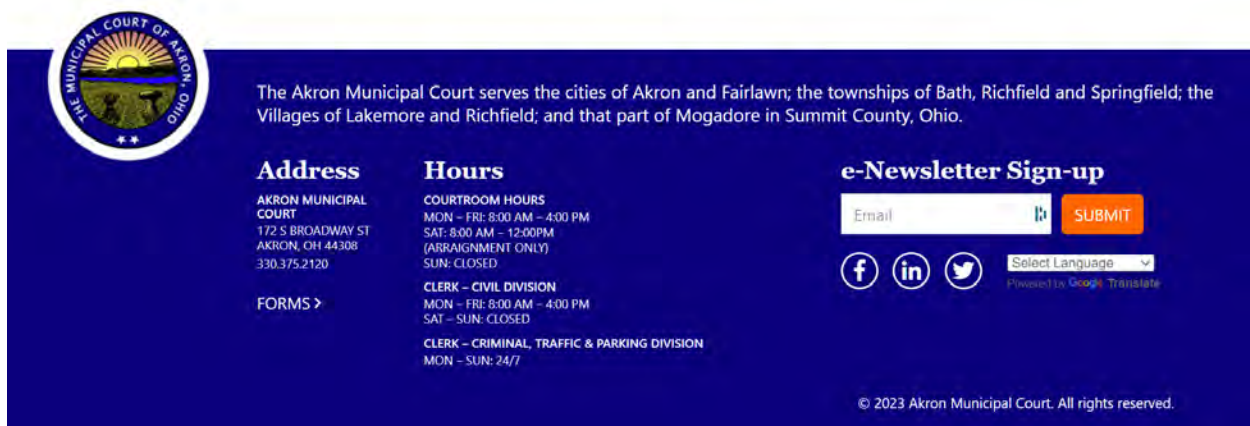 THE MUNICIPAL COURT OF AKRON, OHIO
The Akron Municipal Court serves the cities of Akron and Fairlawn; the townships of Bath, Richfield and Springfield; the
Villages of Lakemore and Richfield; and that part of Mogadore in Summit County, Ohio.
Address
AKRON MUNICIPAL
COURT
172 S BROADWAY ST
AKRON, OH 44308
330.375.2120
FORMS >
Hours
COURTROOM HOURS
MON – FRI: 8:00 AM – 4:00 PM
SAT: 8:00 AM – 12:00PM
(ARRAIGNMENT ONLY)
SUN: CLOSED
CLERK – CIVIL DIVISION
MON – FRI: 8:00 AM – 4:00 PM
SAT – SUN: CLOSED
CLERK – CRIMINAL, TRAFFIC & PARKING DIVISION
MON – SUN: 24/7
e-Newsletter Sign-up
Email
SUBMIT
f in
Select Language
Powered by Google Translate
© 2023 Akron Municipal Court. All rights reserved.